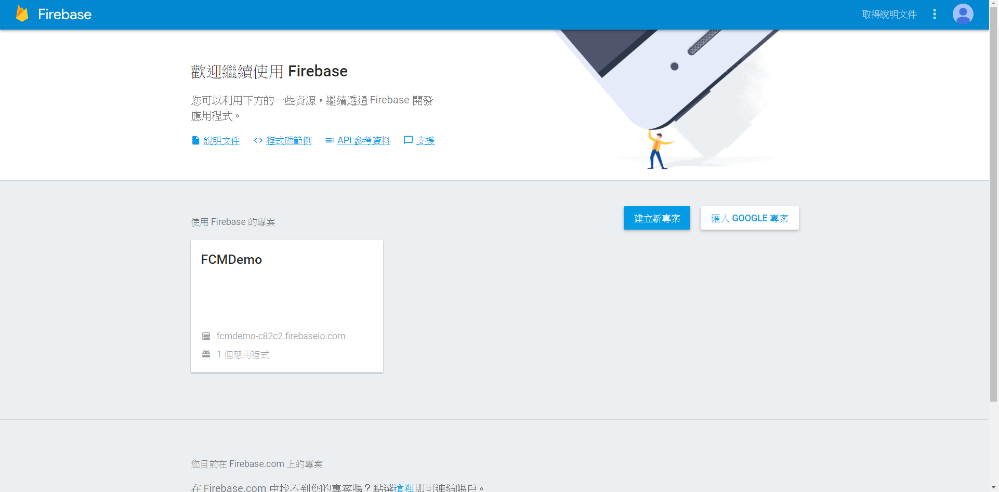 Firebase
取得說明文件
歡迎繼續使用 Firebase
您可以利用下方的一些資源，繼續透過 Firebase 開發
應用程式。
說明文件 程式碼範例 API 參考資料 支援
使用 Firebase 的專案
建立新專案 匯入 GOOGLE 專案
FCMDemo
fcmdemo-c82c2.firebaseio.com
1 個應用程式
您目前在 Firebase.com 上的專案
在 Firebase.com 中找不到您的專案嗎？點選這裡即可連結帳戶。